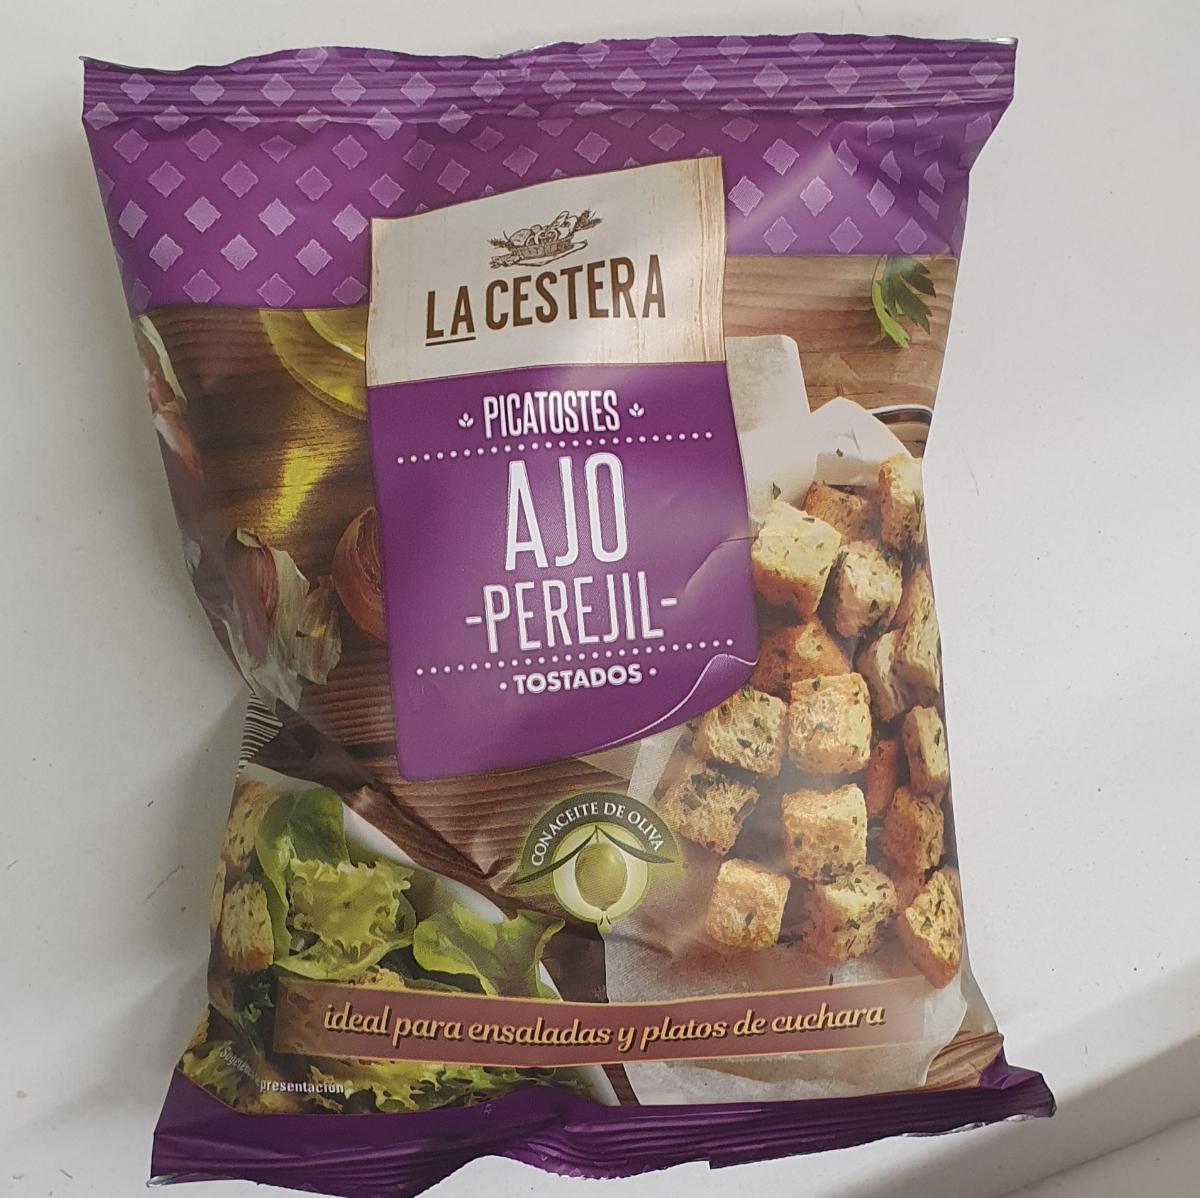 LA CESTERA
PICATOSTES
AJO
-PEREJIL-
· TOSTADOS ·
CON ACEITE DE OLIVA
ideal para ensaladas y platos de cuchara
presentación